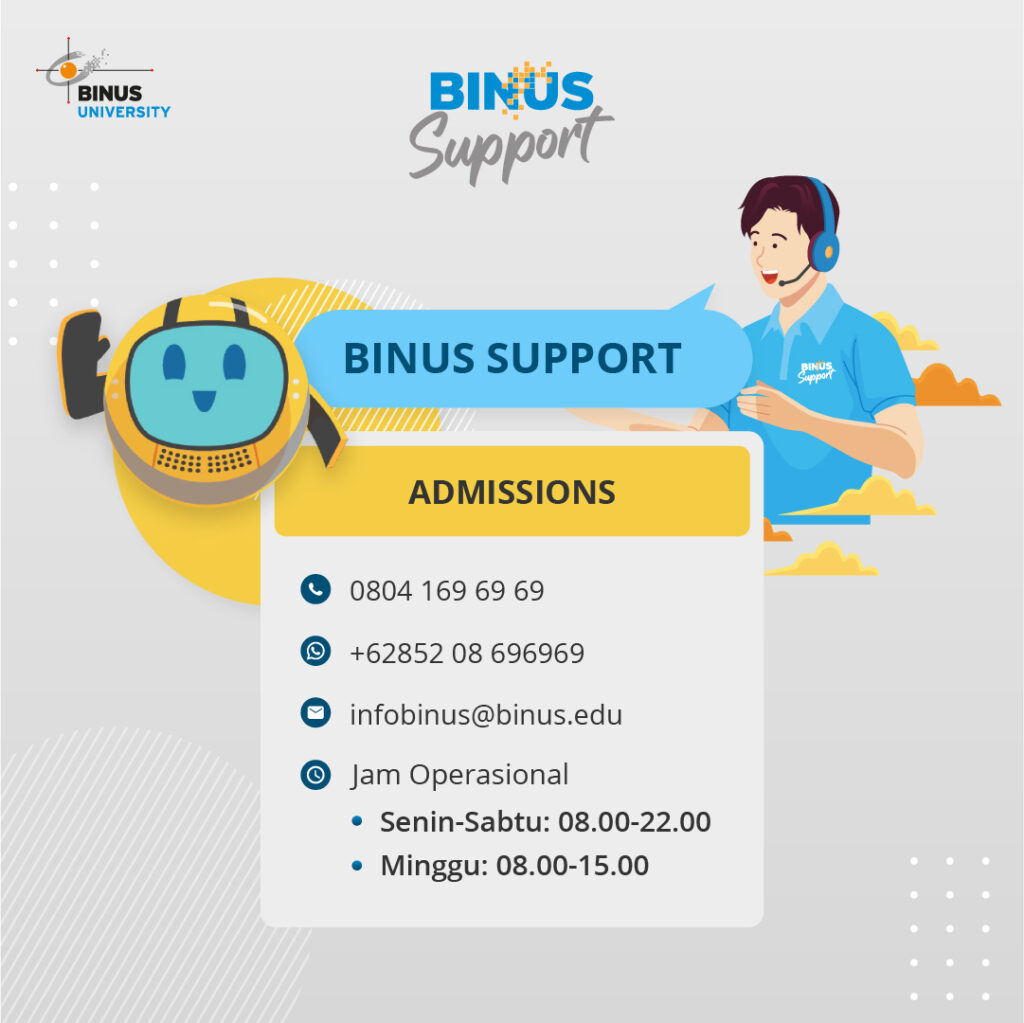 BINUS
UNIVERSITY
BINUS
Support
BINUS SUPPORT
BINUS
Support
ADMISSIONS
0804 169 69 69
+62852 08 696969
infobinus@binus.edu
Jam Operasional
• Senin-Sabtu: 08.00-22.00
• Minggu: 08.00-15.00